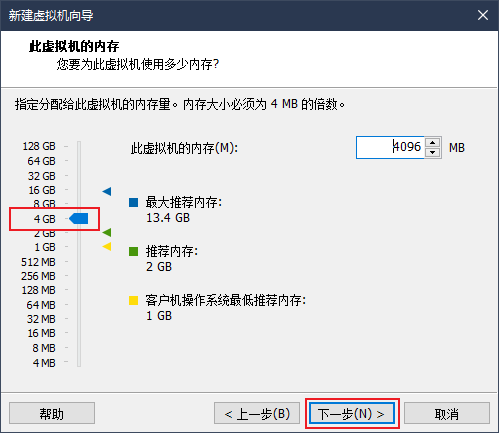 新建虚拟机向导
此虚拟机的内存
您要为此虚拟机使用多少内存?
指定分配给此虚拟机的内存量。内存大小必须为 4 MB 的倍数。
此虚拟机的内存(M):
4096
MB
128 GB
64 GB
32 GB
16 GB
8 GB
4 GB
2 GB
1 GB
512 MB
256 MB
128 MB
64 MB
32 MB
16 MB
8 MB
4 MB
最大推荐内存:
13.4 GB
推荐内存:
2 GB
客户机操作系统最低推荐内存:
1 GB
帮助
< 上一步(B)
下一步(N) >
取消